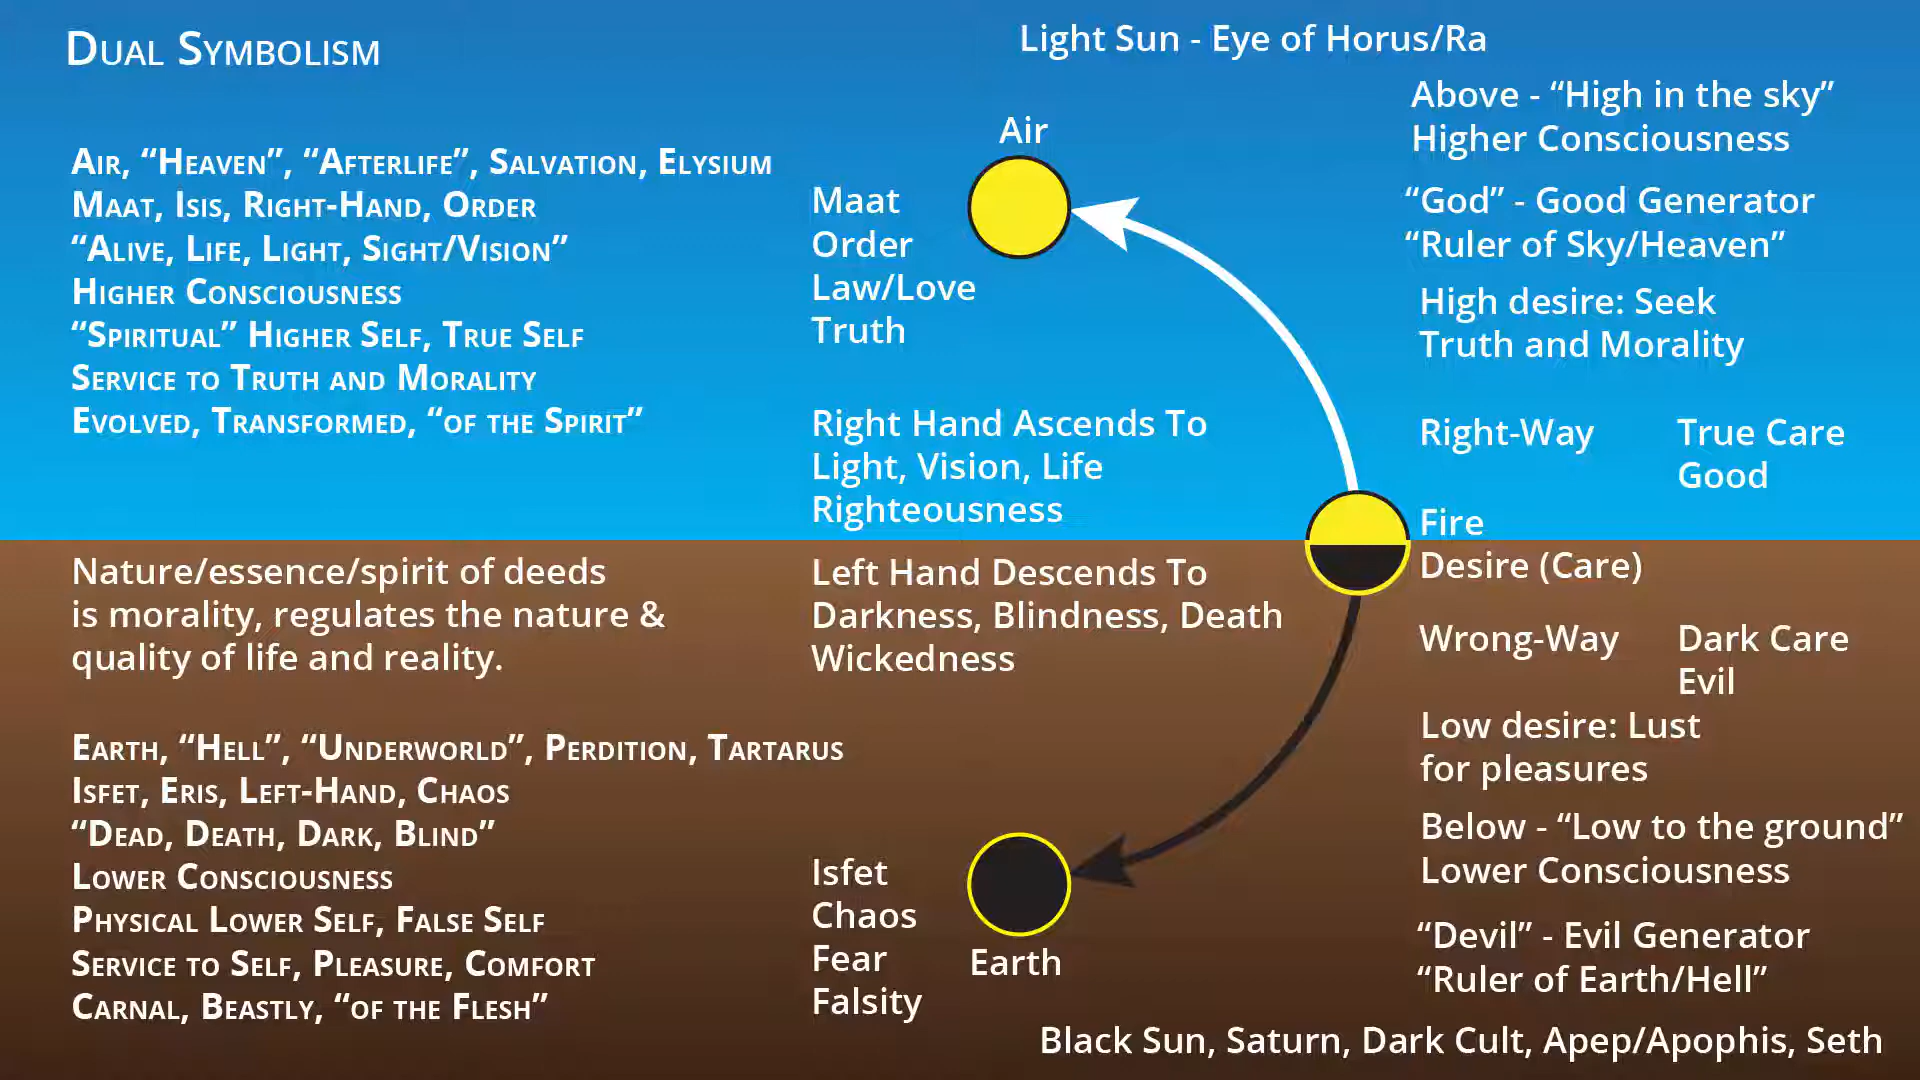 Dual Symbolism
Air, “Heaven”, “Afterlife”, Salvation, Elysium
Maat, Isis, Right-Hand, Order
“Alive, Life, Light, Sight/Vision”
Higher Consciousness
“Spiritual” Higher Self, True Self
Service to Truth and Morality
Evolved, Transformed, “of the Spirit”
Nature/essence/spirit of deeds
is morality, regulates the nature &
quality of life and reality.
Earth, “Hell”, “Underworld”, Perdition, Tartarus
Isfet, Eris, Left-Hand, Chaos
“Dead, Death, Dark, Blind”
Lower Consciousness
Physical Lower Self, False Self
Service to Self, Pleasure, Comfort
Carnal, Beastly, “of the Flesh”
Light Sun - Eye of Horus/Ra
Air
Maat
Order
Law/Love
Truth
Right Hand Ascends To
Light, Vision, Life
Righteousness
Left Hand Descends To
Darkness, Blindness, Death
Wickedness
Isfet
Chaos
Fear
Falsity
Earth
Above - “High in the sky”
Higher Consciousness
“God” - Good Generator
“Ruler of Sky/Heaven”
High desire: Seek
Truth and Morality
Right-Way
True Care
Good
Fire
Desire (Care)
Wrong-Way
Dark Care
Evil
Low desire: Lust
for pleasures
Below - “Low to the ground”
Lower Consciousness
“Devil” - Evil Generator
“Ruler of Earth/Hell”
Black Sun, Saturn, Dark Cult, Apep/Apophis, Seth